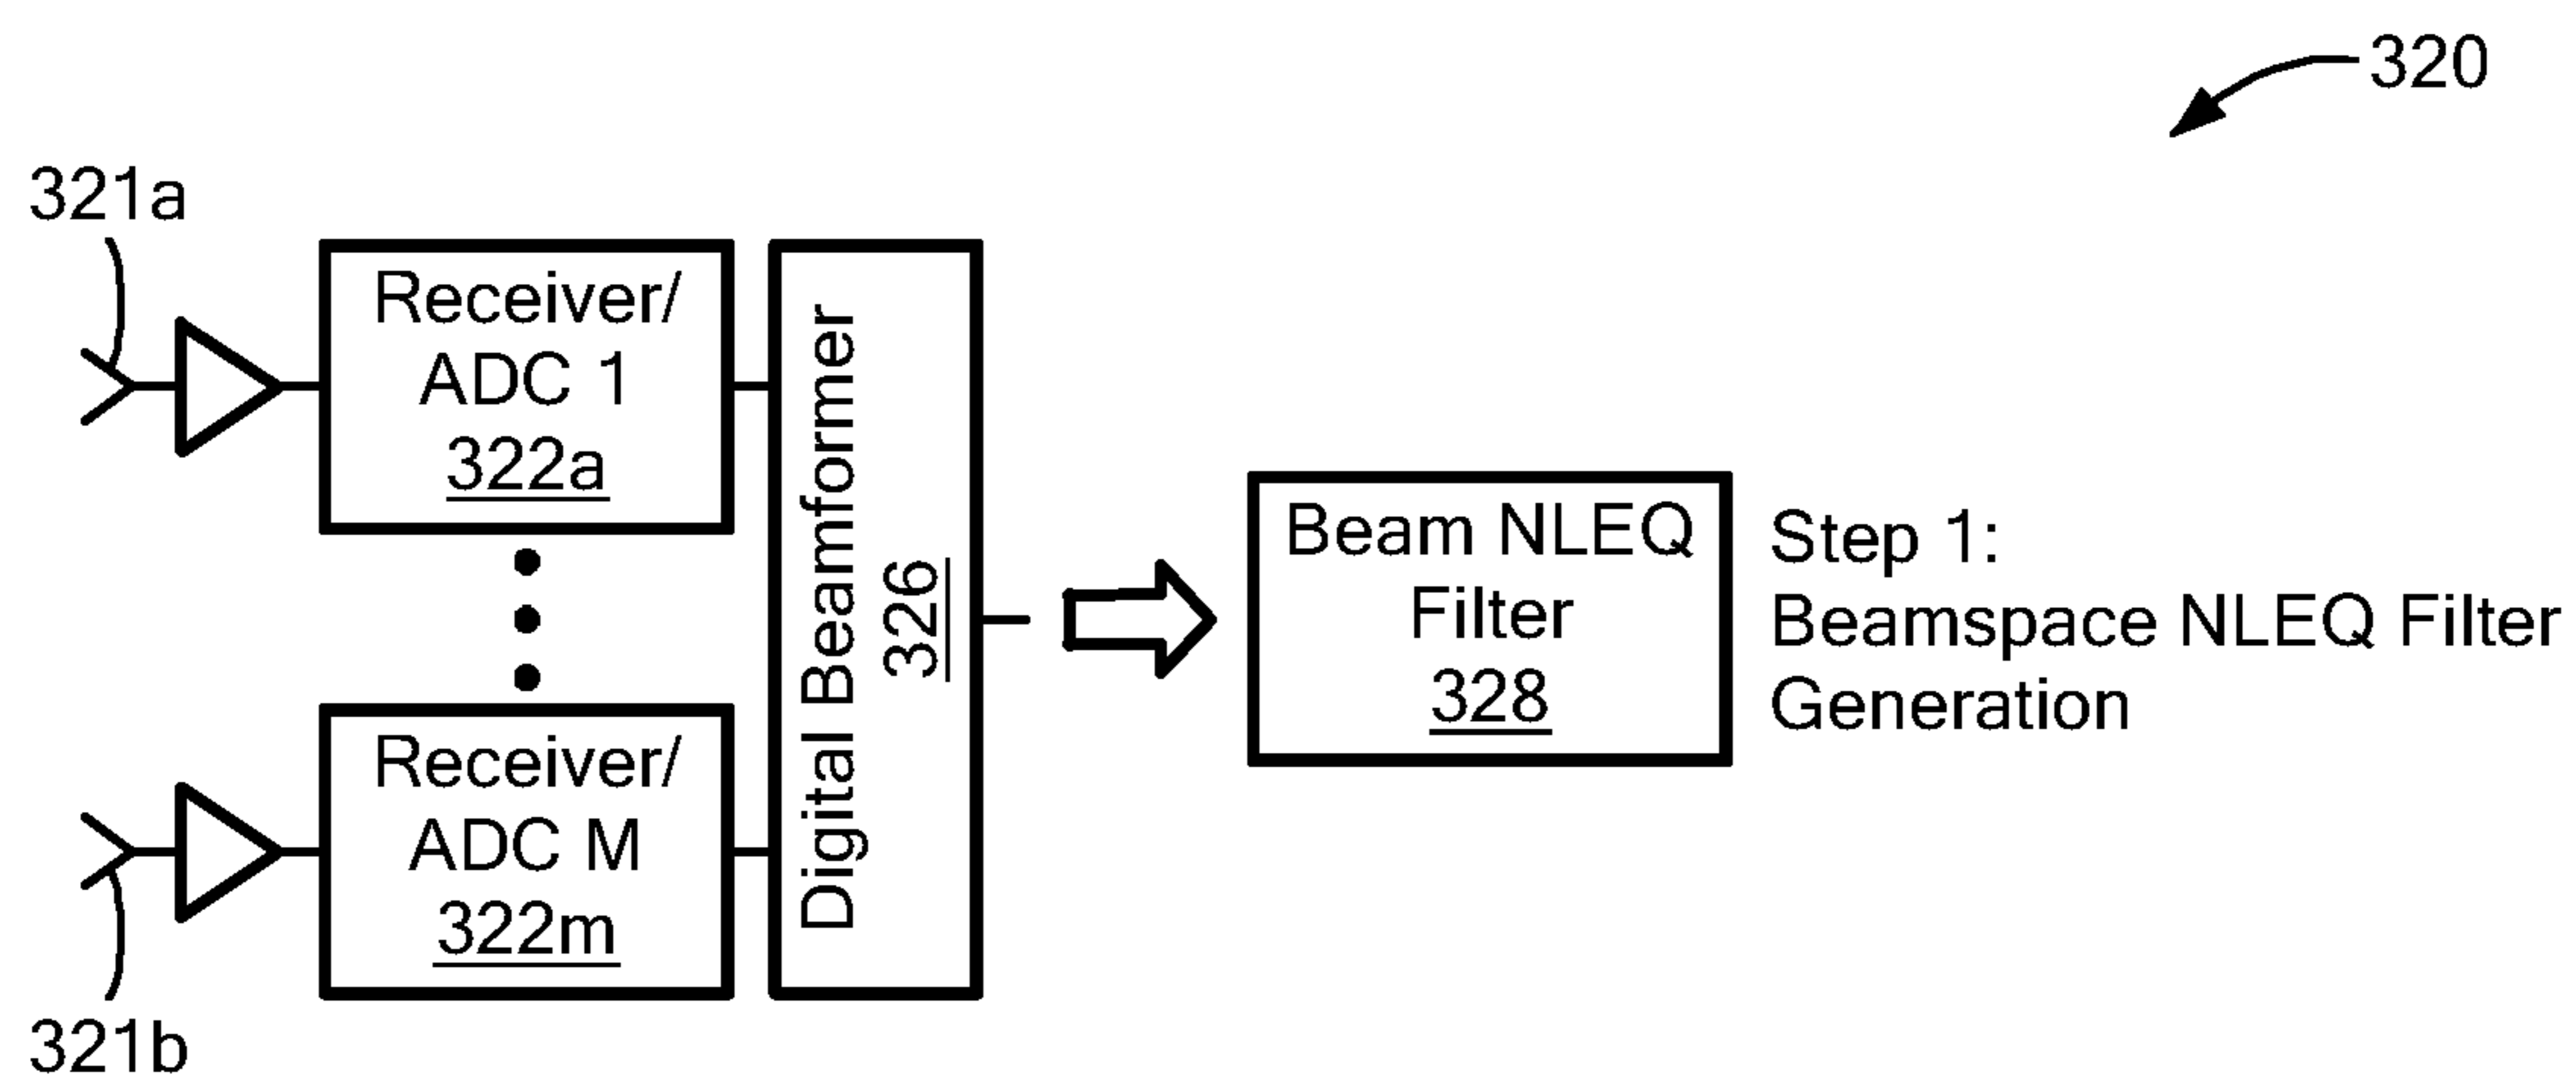 320
321a
Receiver/
ADC 1
322a
Digital Beamformer
326
Beam NLEQ
Filter
328
Step 1:
Beamspace NLEQ Filter
Generation
Receiver/
ADC M
322m
321b